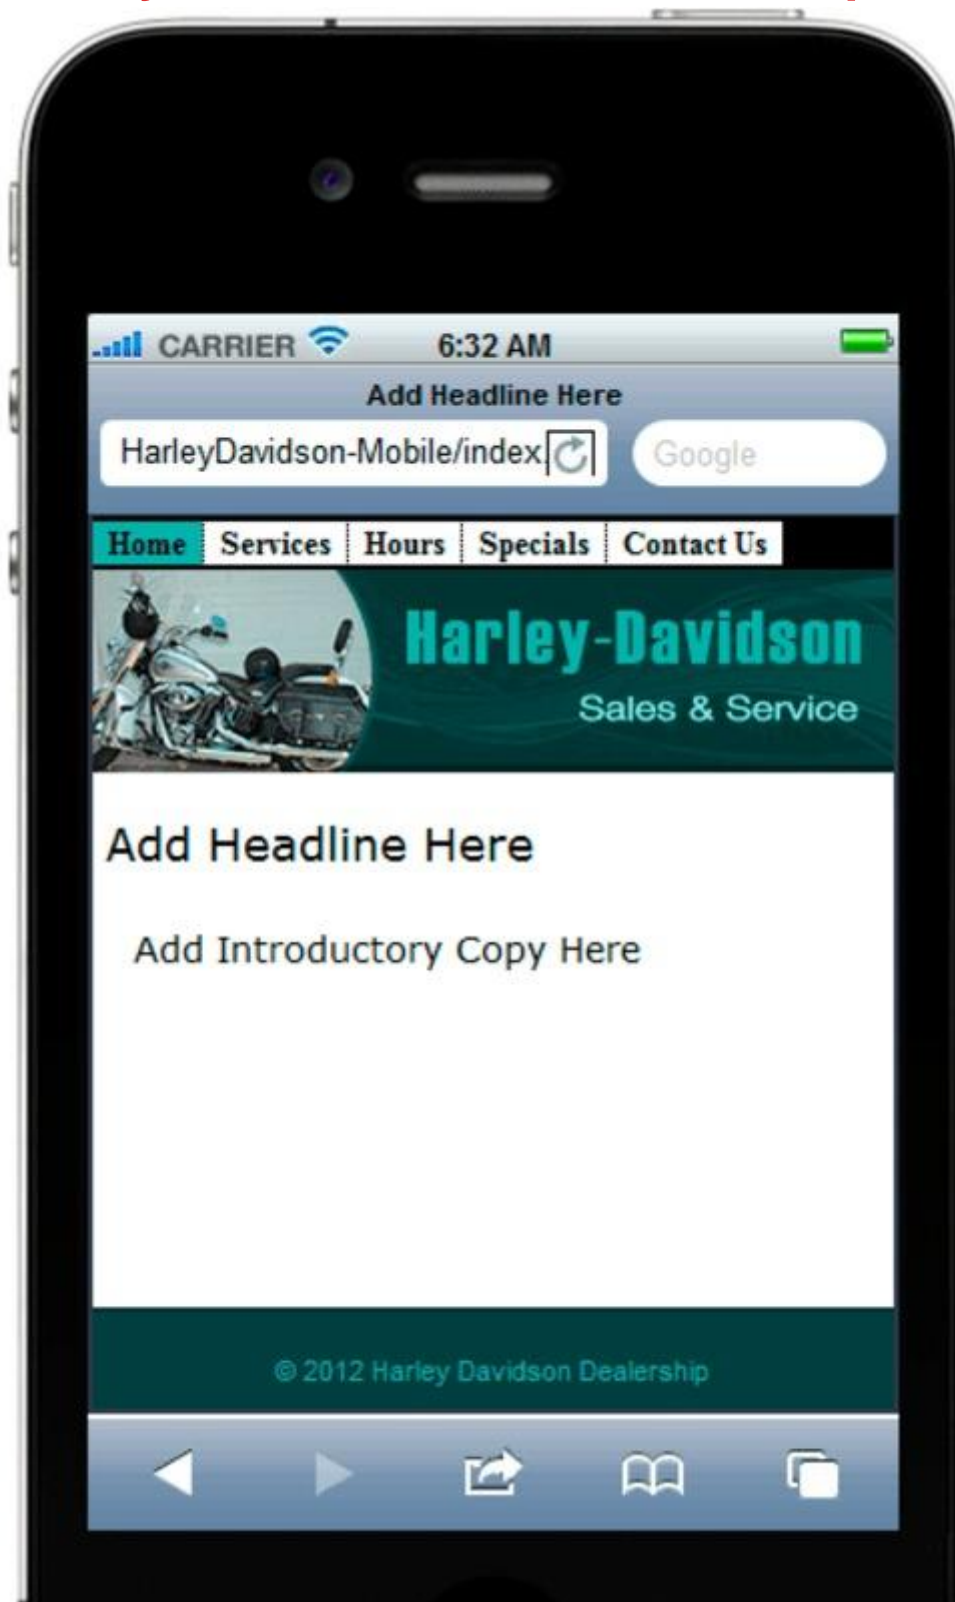 CARRIER 6:32 AM
Add Headline Here
HarleyDavidson-Mobile/index. Google
Home Services Hours Specials Contact Us
Harley-Davidson
Sales & Service
Add Headline Here
Add Introductory Copy Here
© 2012 Harley Davidson Dealership